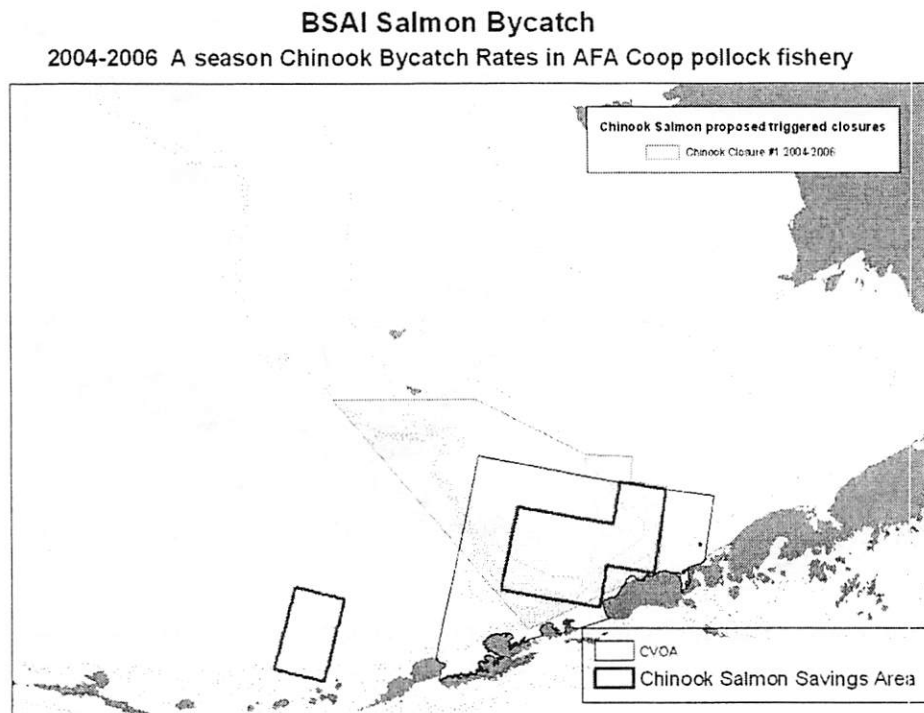 BSAI Salmon Bycatch
2004-2006 A season Chinook Bycatch Rates in AFA Coop pollock fishery
Chinook Salmon proposed triggered closures
Chinook Closure #1 2004-2006
CVOA
Chinook Salmon Savings Area